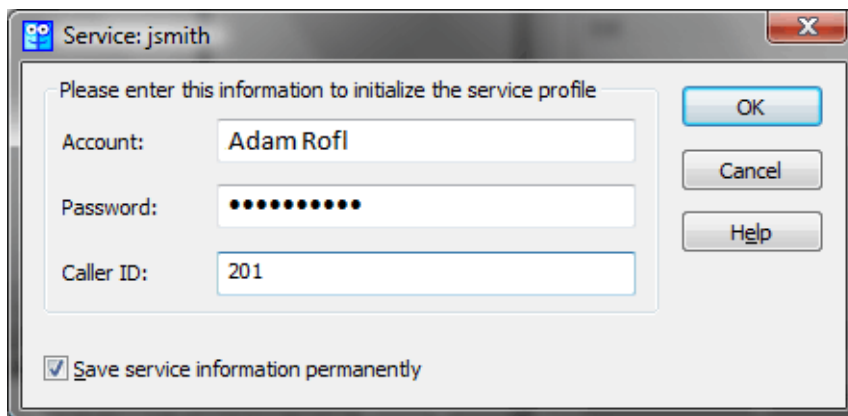 Service: jsmith
Please enter this information to initialize the service profile
Account: Adam Rofl
Password: ••••••••••
Caller ID: 201
Save service information permanently
OK
Cancel
Help